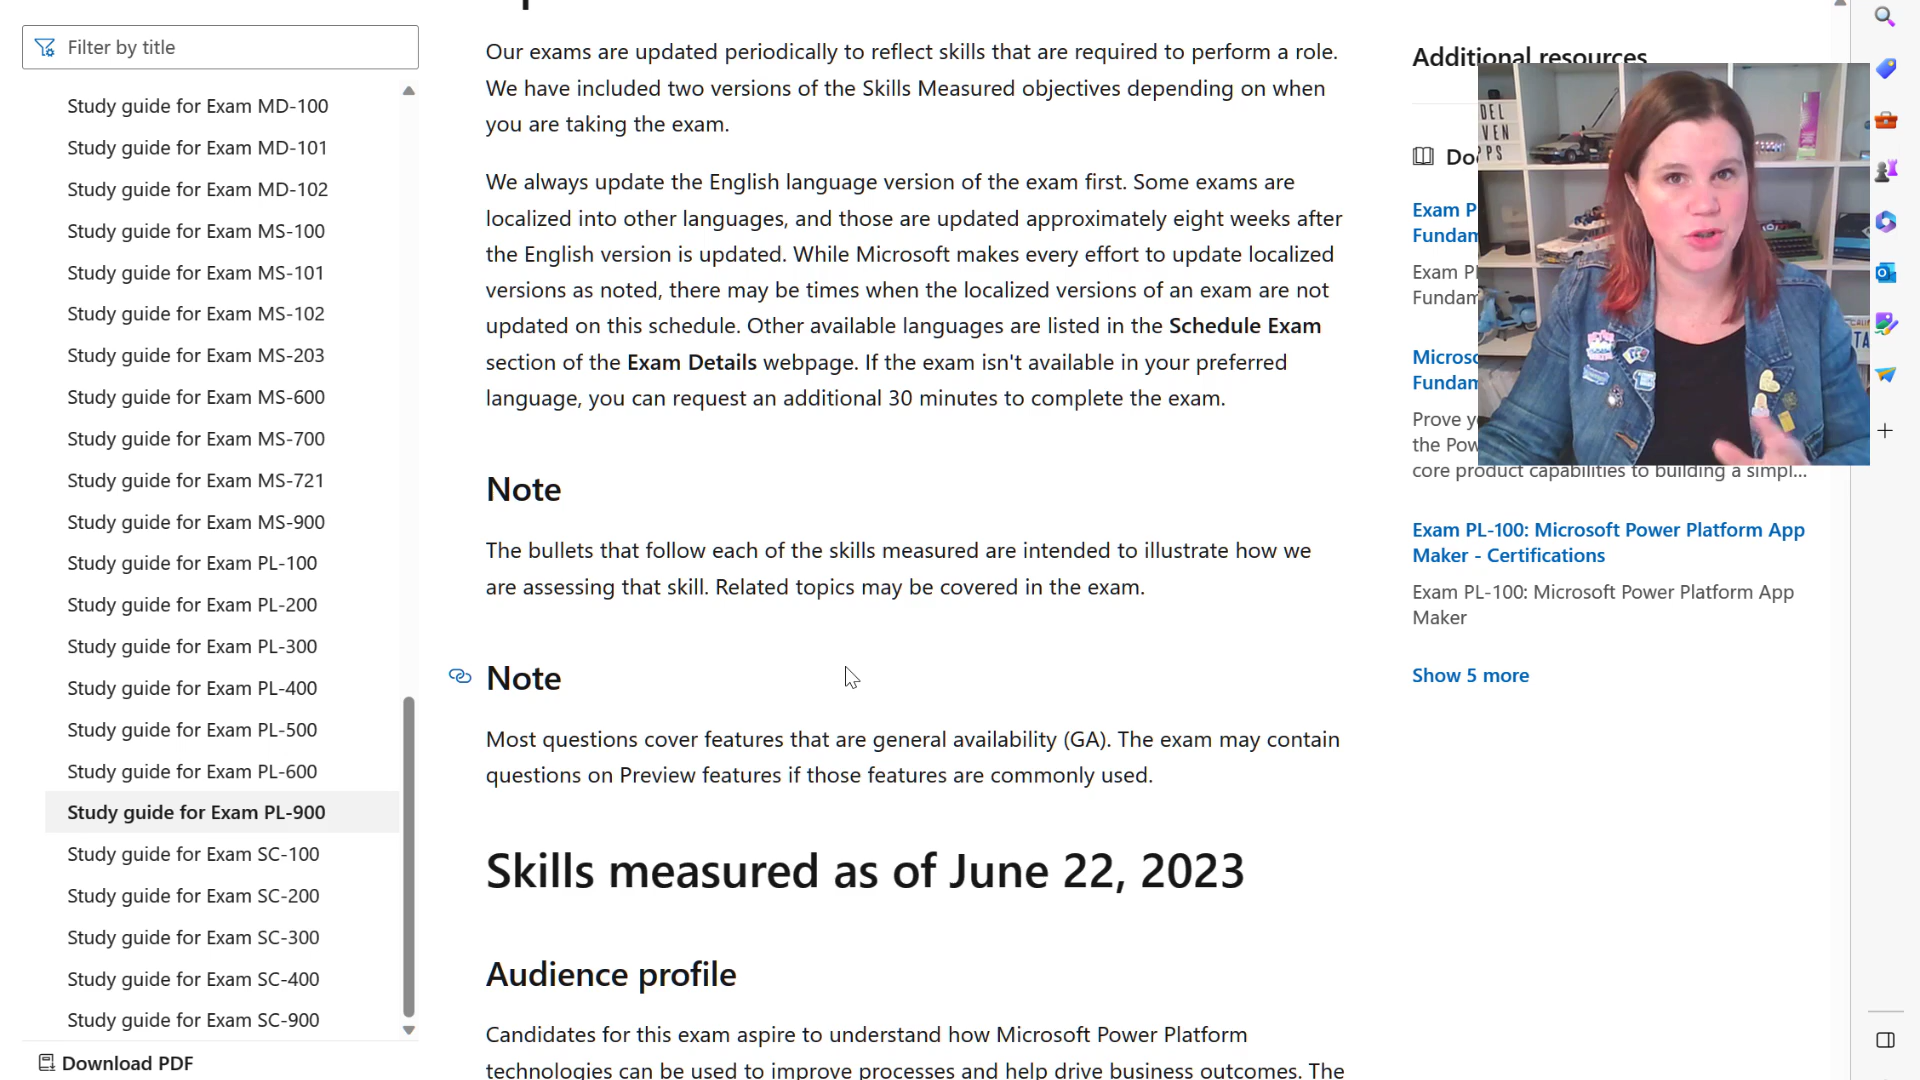 Filter by title
Study guide for Exam MD-100
Study guide for Exam MD-101
Study guide for Exam MD-102
Study guide for Exam MS-100
Study guide for Exam MS-101
Study guide for Exam MS-102
Study guide for Exam MS-203
Study guide for Exam MS-600
Study guide for Exam MS-700
Study guide for Exam MS-721
Study guide for Exam MS-900
Study guide for Exam PL-100
Study guide for Exam PL-200
Study guide for Exam PL-300
Study guide for Exam PL-400
Study guide for Exam PL-500
Study guide for Exam PL-600
Study guide for Exam PL-900
Study guide for Exam SC-100
Study guide for Exam SC-200
Study guide for Exam SC-300
Study guide for Exam SC-400
Study guide for Exam SC-900
Download PDF
Our exams are updated periodically to reflect skills that are required to perform a role.
We have included two versions of the Skills Measured objectives depending on when
you are taking the exam.
We always update the English language version of the exam first. Some exams are
localized into other languages, and those are updated approximately eight weeks after
the English version is updated. While Microsoft makes every effort to update localized
versions as noted, there may be times when the localized versions of an exam are not
updated on this schedule. Other available languages are listed in the Schedule Exam
section of the Exam Details webpage. If the exam isn't available in your preferred
language, you can request an additional 30 minutes to complete the exam.
Note
The bullets that follow each of the skills measured are intended to illustrate how we
are assessing that skill. Related topics may be covered in the exam.
Note
Most questions cover features that are general availability (GA). The exam may contain
questions on Preview features if those features are commonly used.
Skills measured as of June 22, 2023
Audience profile
Candidates for this exam aspire to understand how Microsoft Power Platform
technologies can be used to improve processes and help drive business outcomes. The
Additional resources
DEL
VEN
PPS
Do
Exam P
Fundam
Exam P
Fundam
Microso
Fundam
Prove y
the Pow
core product capabilities to building a simpl...
Exam PL-100: Microsoft Power Platform App
Maker - Certifications
Exam PL-100: Microsoft Power Platform App
Maker
Show 5 more